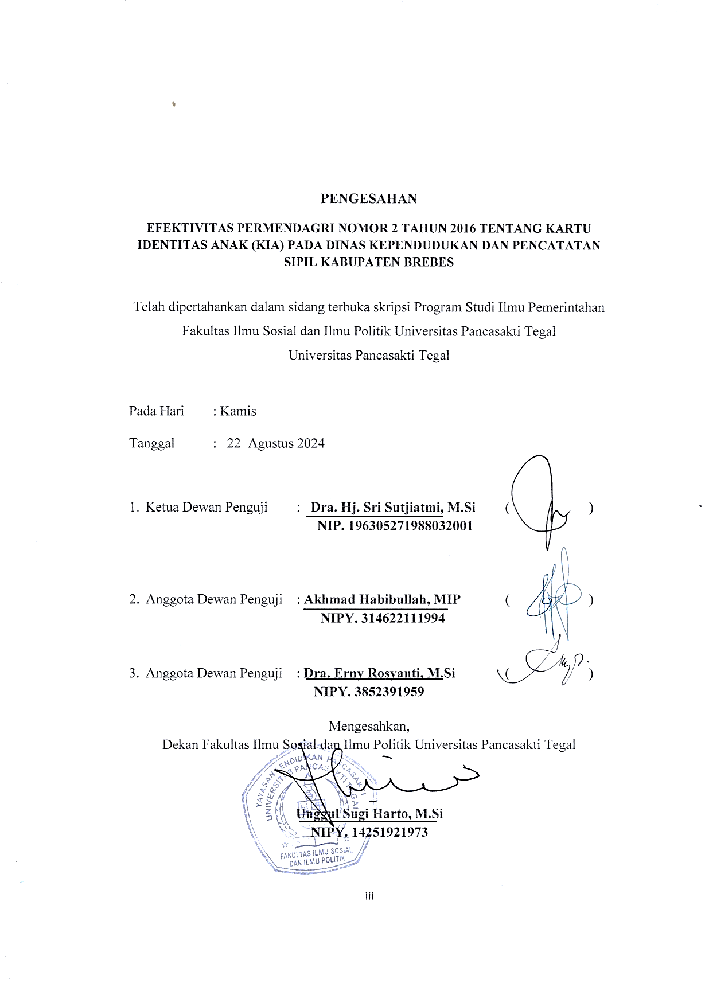 PENGESAHAN
EFEKTIVITAS PERMENDAGRI NOMOR 2 TAHUN 2016 TENTANG KARTU
IDENTITAS ANAK (KIA) PADA DINAS KEPENDUDUKAN DAN PENCATATAN
SIPIL KABUPATEN BREBES
Telah dipertahankan dalam sidang terbuka skripsi Program Studi Ilmu Pemerintahan
Fakultas Ilmu Sosial dan Ilmu Politik Universitas Pancasakti Tegal
Universitas Pancasakti Tegal
Pada Hari : Kamis
Tanggal : 22 Agustus 2024
1. Ketua Dewan Penguji : Dra. Hj. Sri Sutjiatmi, M.Si ( )
NIP. 196305271988032001
2. Anggota Dewan Penguji : Akhmad Habibullah, MIP ( )
NIPY. 314622111994
3. Anggota Dewan Penguji : Dra. Erny Rosyanti, M.Si ( )
NIPY. 3852391959
Mengesahkan,
Dekan Fakultas Ilmu Sosial dan Ilmu Politik Universitas Pancasakti Tegal
YAYASAN PENDIDIKAN PANCASAKTI
UNIVERSITAS PANCASAKTI TEGAL
Unggul Sugi Harto, M.Si
NIPY. 14251921973
FAKULTAS ILMU SOSIAL
DAN ILMU POLITIK
iii